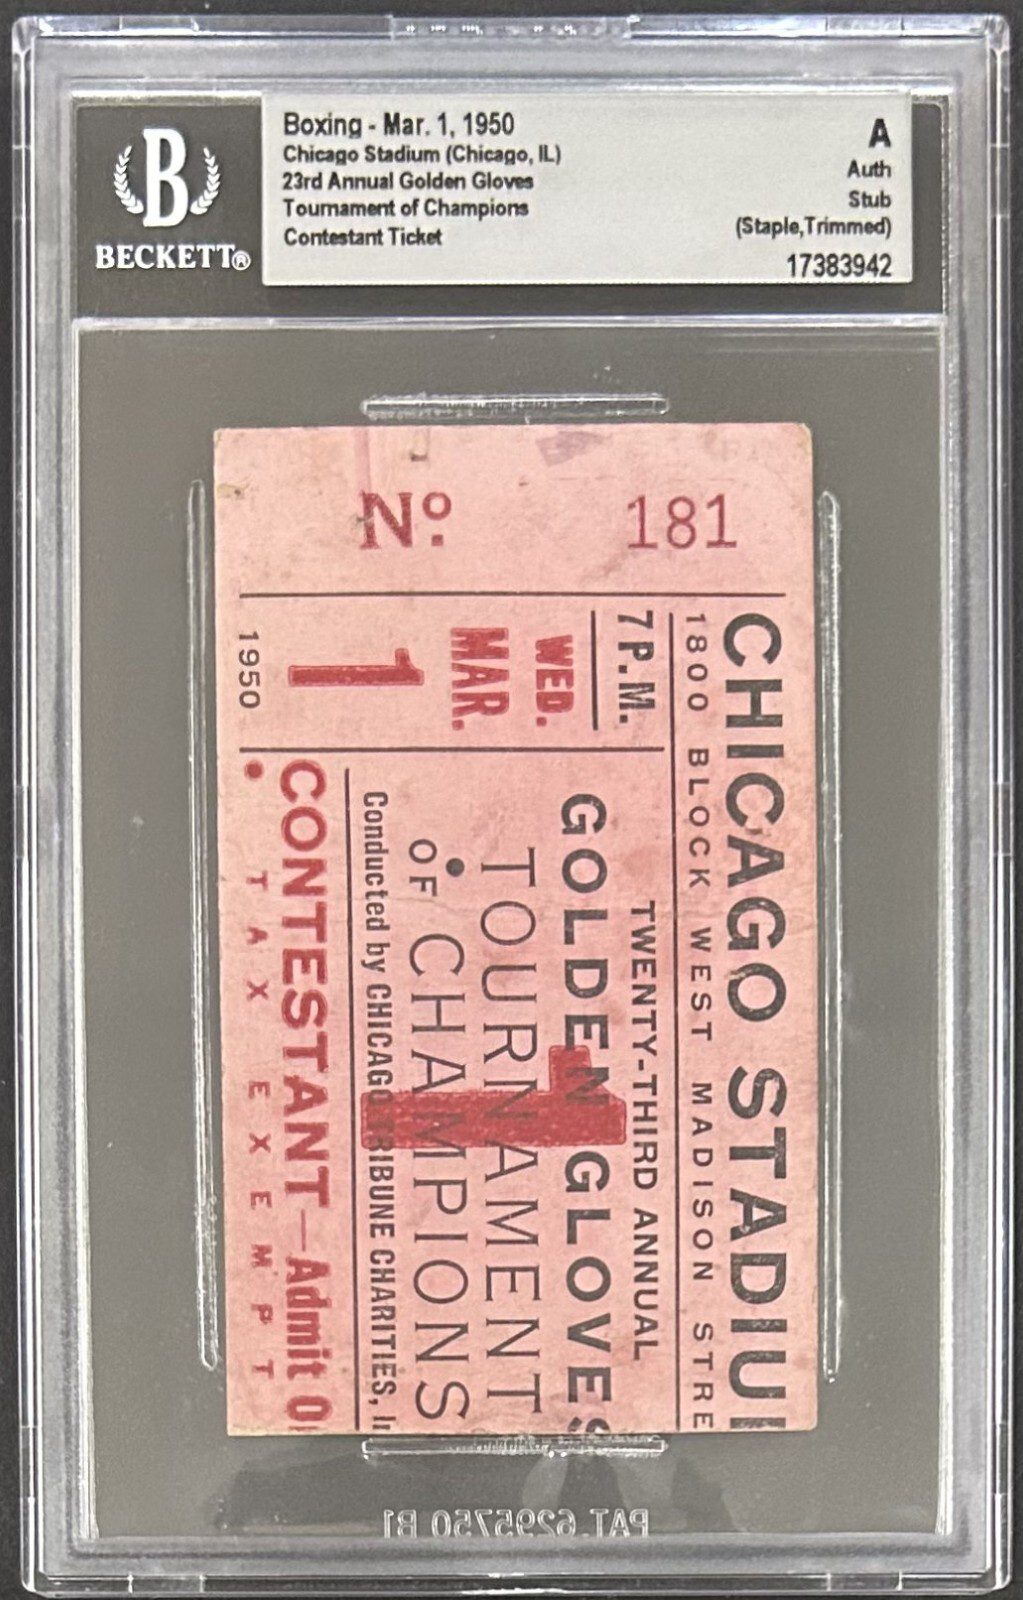 B
BECKETT®
Boxing - Mar. 1, 1950
Chicago Stadium (Chicago, IL)
23rd Annual Golden Gloves
Tournament of Champions
Contestant Ticket
A
Auth
Stub
(Staple,Trimmed)
17383942
Nº. 181
CHICAGO STADIU
1800 BLOCK WEST MADISON STRE
7 P.M.
WED.
MAR.
1
1950
TWENTY-THIRD ANNUAL
GOLDEN GLOVES
TOURNAMENT
OF CHAMPIONS
1
Conducted by CHICAGO TRIBUNE CHARITIES, I
CONTESTANT—Admit O
• TAX EXEMPT
PAT. 6295750 B1